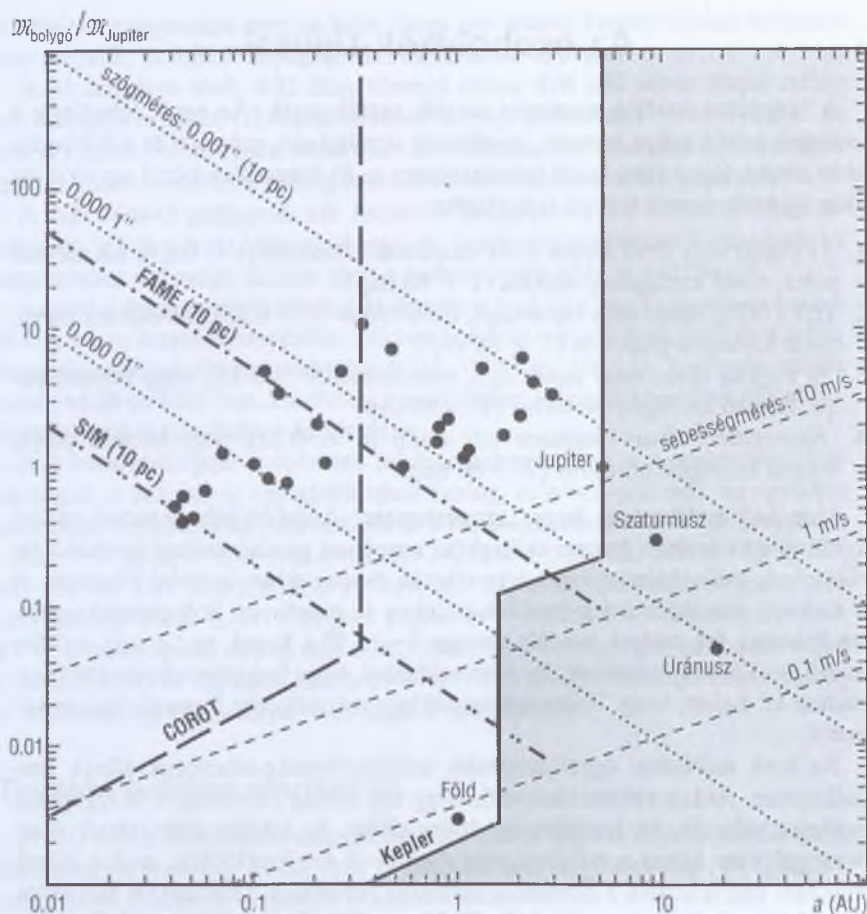 𝔐bolygó/𝔐Jupiter
szögmérés: 0.001" (10 pc)
100
0.000 1"
FAME (10 pc)
10
0.000 01"
sebességmérés: 10 m/s
SIM (10 pc)
1
Jupiter
Szaturnusz
1 m/s
0.1
Uránusz
0.1 m/s
COROT
0.01
Föld
Kepler
0.01
0.1
1
10
a (AU)